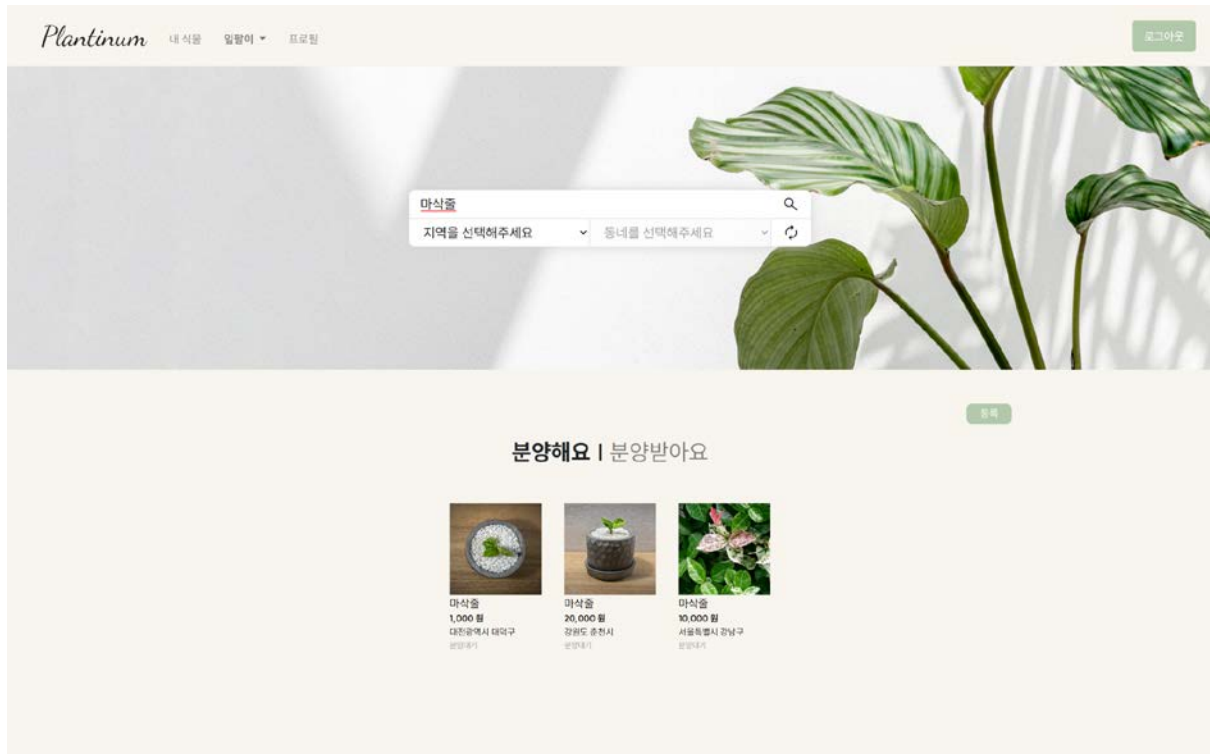 Plantinum 내 식물 잎팔이 프로필 로그아웃
마삭줄
지역을 선택해주세요 동네를 선택해주세요
등록
분양해요 | 분양받아요
마삭줄 마삭줄 마삭줄
1,000 원 20,000 원 10,000 원
대전광역시 대덕구 강원도 춘천시 서울특별시 강남구
분양대기 분양대기 분양대기